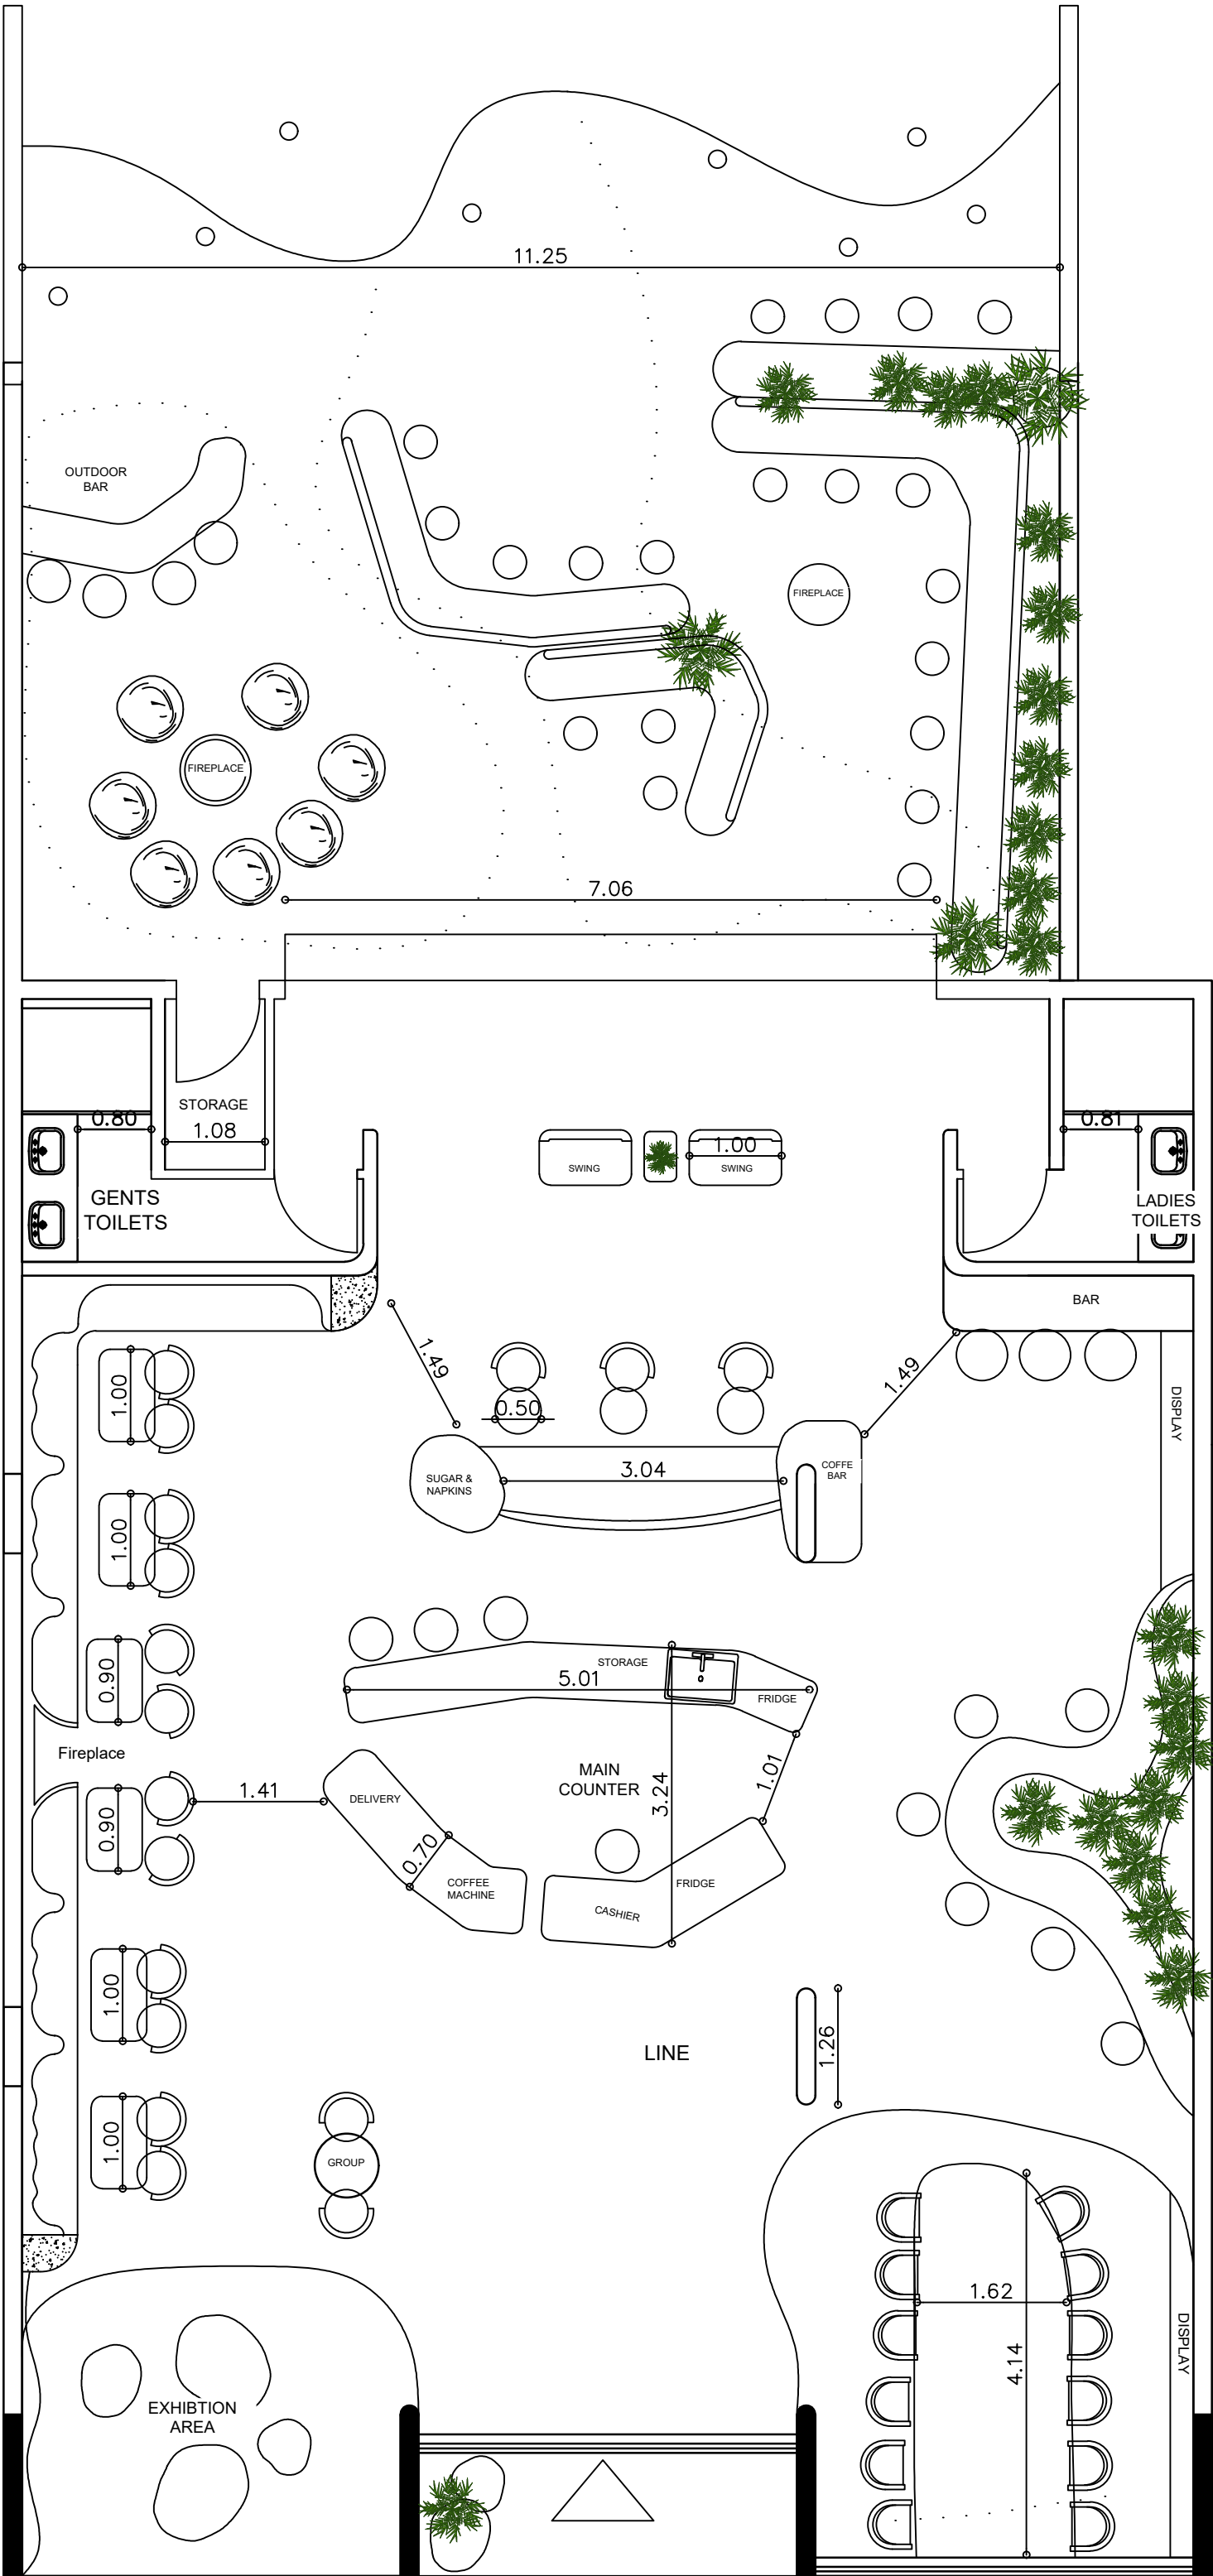 11.25
OUTDOOR
BAR
FIREPLACE
FIREPLACE
7.06
STORAGE
0.80
1.08
0.81
1.00
SWING
SWING
GENTS
TOILETS
LADIES
TOILETS
BAR
1.49
1.49
1.00
0.50
DISPLAY
3.04
SUGAR &
NAPKINS
COFFE
BAR
1.00
STORAGE
5.01
FRIDGE
0.90
Fireplace
MAIN
COUNTER
3.24
1.01
1.41
DELIVERY
0.90
0.70
COFFEE
MACHINE
FRIDGE
CASHIER
1.00
LINE
1.26
1.00
GROUP
1.62
4.14
DISPLAY
EXHIBTION
AREA